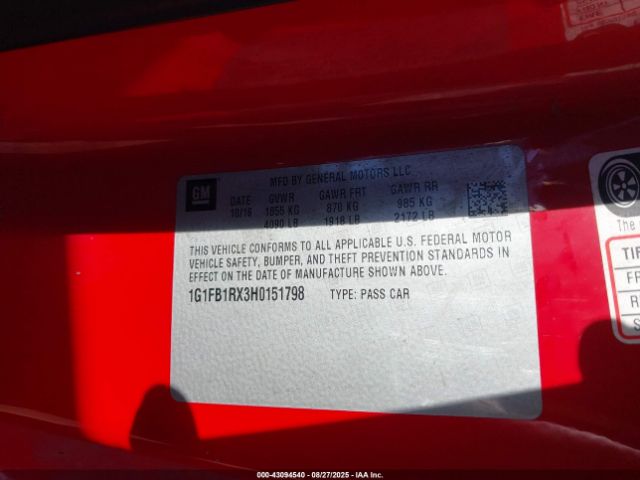 GM
MFD BY GENERAL MOTORS LLC
DATE GVWR GAWR FRT GAWR RR
10/16 1855 KG 870 KG 985 KG
4090 LB 1918 LB 2172 LB
THIS VEHICLE CONFORMS TO ALL APPLICABLE U.S. FEDERAL MOTOR
VEHICLE SAFETY, BUMPER, AND THEFT PREVENTION STANDARDS IN
EFFECT ON THE DATE OF MANUFACTURE SHOWN ABOVE.
1G1FB1RX3H0151798 TYPE: PASS CAR
The
TIR
FR
R
000-43094540 - 08/27/2025 - IAA Inc.